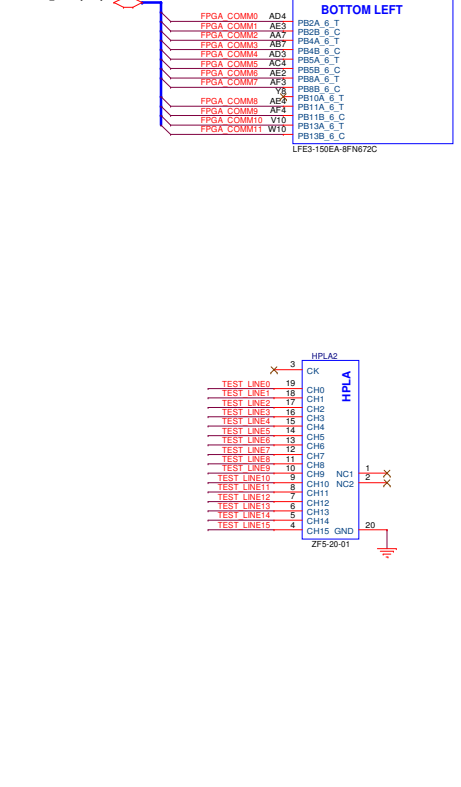 BOTTOM LEFT
FPGA_COMM0 AD4 PB2A_6_T
FPGA_COMM1 AE3 PB2B_6_C
FPGA_COMM2 AA7 PB4A_6_T
FPGA_COMM3 AB7 PB4B_6_C
FPGA_COMM4 AD3 PB5A_6_T
FPGA_COMM5 AC4 PB5B_6_C
FPGA_COMM6 AE2 PB8A_6_T
FPGA_COMM7 AF3 PB8B_6_C
Y8 PB10A_6_T
FPGA_COMM8 AE4 PB11A_6_T
FPGA_COMM9 AF4 PB11B_6_C
FPGA_COMM10 V10 PB13A_6_T
FPGA_COMM11 W10 PB13B_6_C
LFE3-150EA-8FN672C
HPLA2
3 CK
HPLA
TEST_LINE0 19 CH0
TEST_LINE1 18 CH1
TEST_LINE2 17 CH2
TEST_LINE3 16 CH3
TEST_LINE4 15 CH4
TEST_LINE5 14 CH5
TEST_LINE6 13 CH6
TEST_LINE7 12 CH7
TEST_LINE8 11 CH8
TEST_LINE9 10 CH9 NC1 1
TEST_LINE10 9 CH10 NC2 2
TEST_LINE11 8 CH11
TEST_LINE12 7 CH12
TEST_LINE13 6 CH13
TEST_LINE14 5 CH14
TEST_LINE15 4 CH15 GND 20
ZF5-20-01